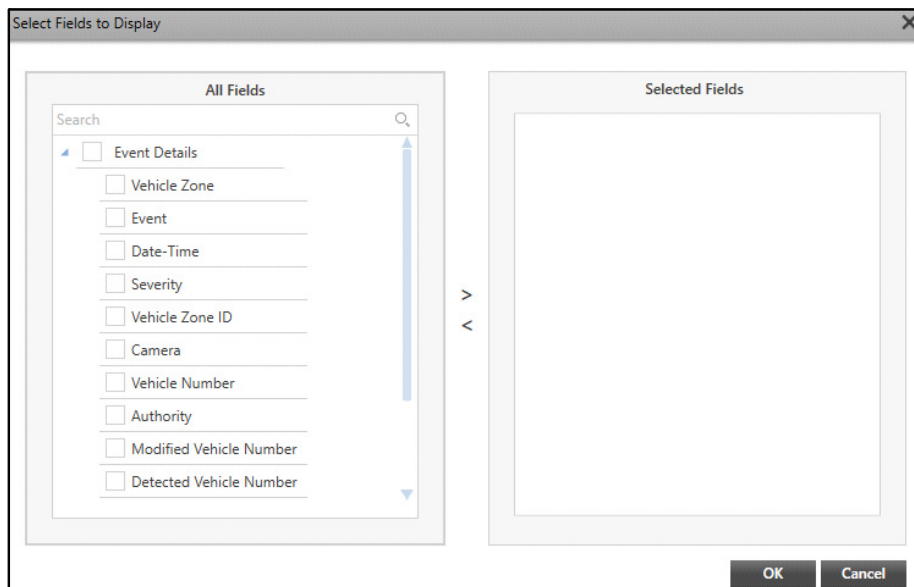 Select Fields to Display
All Fields
Search
Event Details
Vehicle Zone
Event
Date-Time
Severity
Vehicle Zone ID
Camera
Vehicle Number
Authority
Modified Vehicle Number
Detected Vehicle Number
>
<
Selected Fields
OK
Cancel